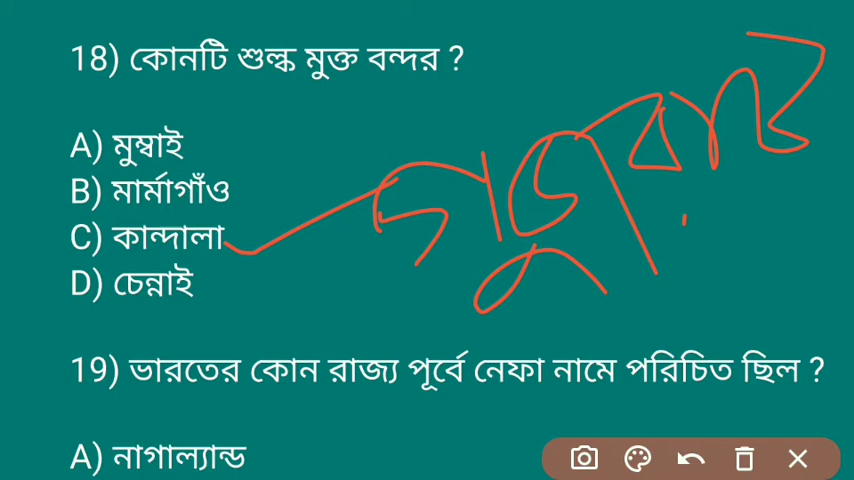 18) কোনটি শুল্ক মুক্ত বন্দর ?
A) মুম্বাই
B) মার্মাগাঁও
C) কান্দালা
গুজরাট
D) চেন্নাই
19) ভারতের কোন রাজ্য পূর্বে নেফা নামে পরিচিত ছিল ?
A) নাগাল্যান্ড